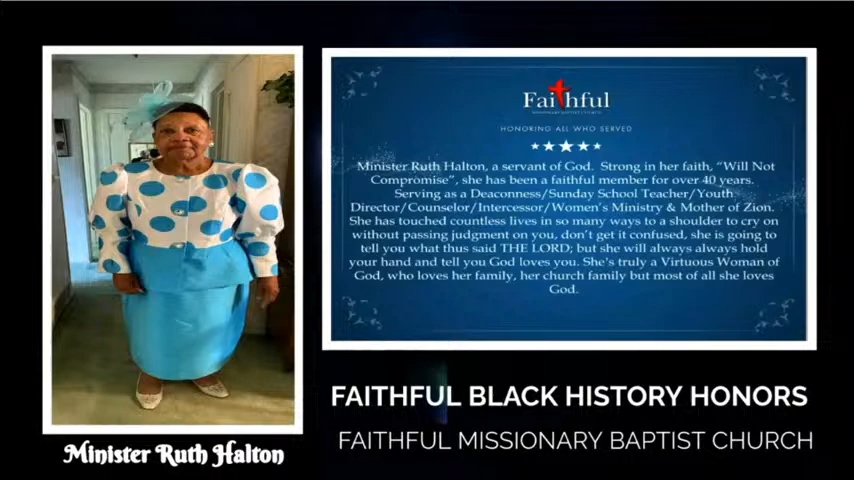 Faithful
MISSIONARY BAPTIST CHURCH
HONORING ALL WHO SERVED
Minister Ruth Halton, a servant of God. Strong in her faith, "Will Not
Compromise", she has been a faithful member for over 40 years.
Serving as a Deaconness/Sunday School Teacher/Youth
Director/Counselor/Intercessor/Women's Ministry & Mother of Zion.
She has touched countless lives in so many ways to a shoulder to cry on
without passing judgment on you, don't get it confused, she is going to
tell you what thus said THE LORD; but she will always always hold
your hand and tell you God loves you. She's truly a Virtuous Woman of
God, who loves her family, her church family but most of all she loves
God.
FAITHFUL BLACK HISTORY HONORS
FAITHFUL MISSIONARY BAPTIST CHURCH
Minister Ruth Halton